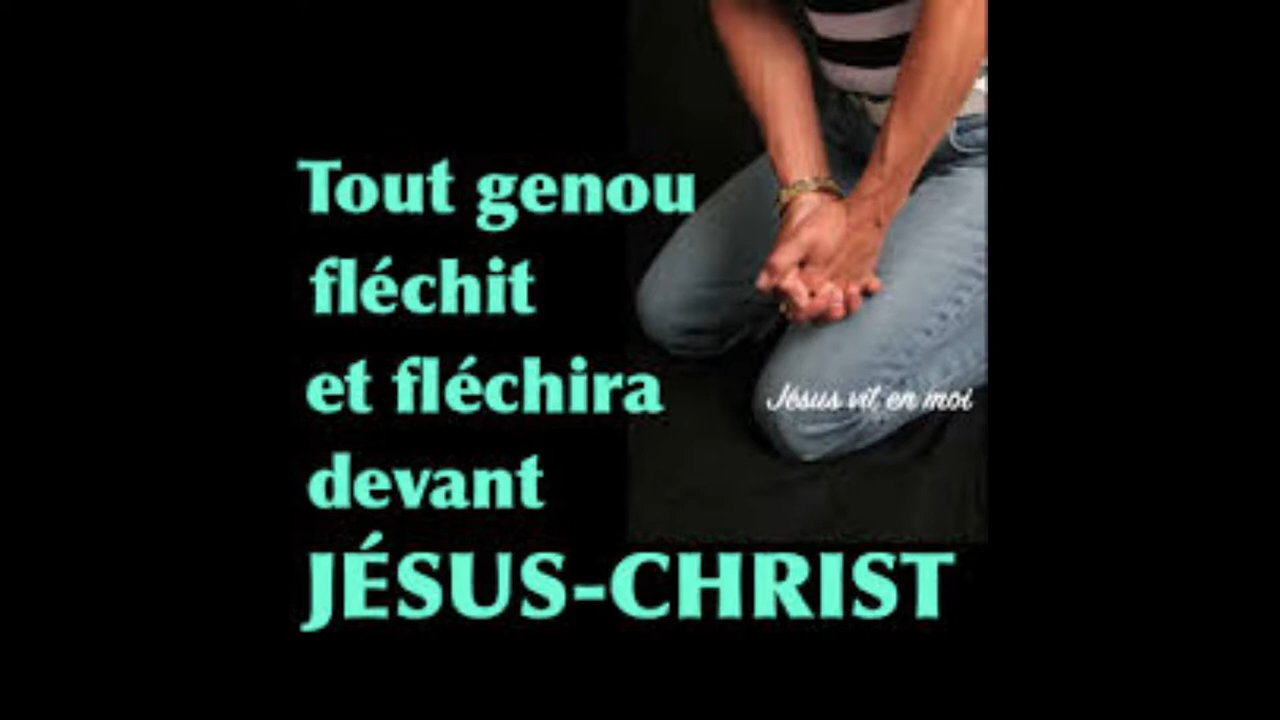 Tout genou
fléchit
et fléchira
devant
JÉSUS-CHRIST
Jésus vit en moi